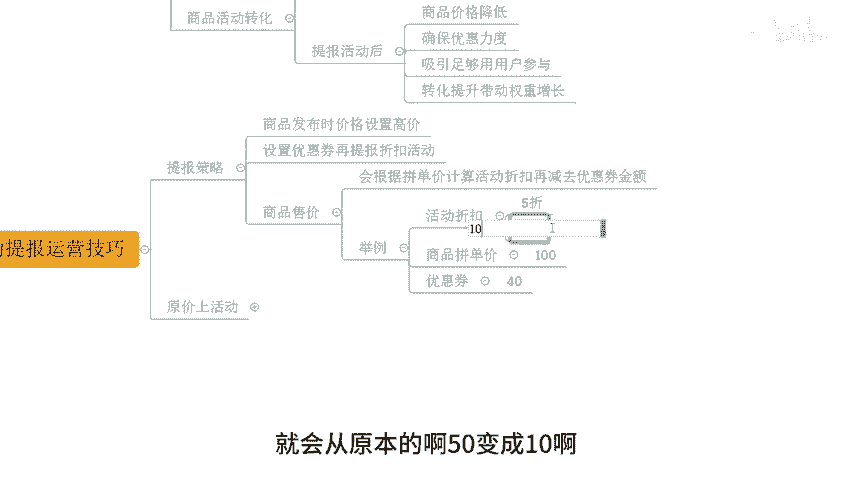 商品价格降低
商品活动转化
确保优惠力度
提报活动后
吸引足够用用户参与
转化提升带动权重增长
商品发布时价格设置高价
设置优惠券再提报折扣活动
提报策略
会根据拼单价计算活动折扣再减去优惠券金额
5折
商品售价
活动折扣
10
提报运营技巧
举例
商品拼单价 100
优惠券 40
原价上活动
就会从原本的啊50变成10啊